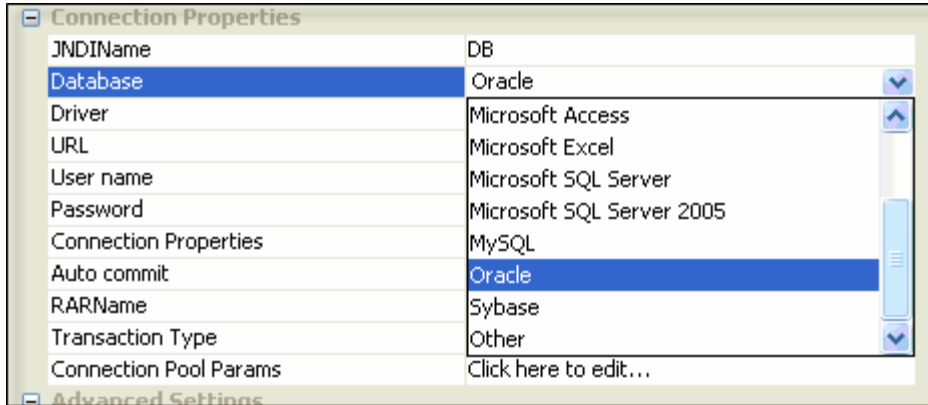 Connection Properties
JNDIName DB
Database Oracle
Driver Microsoft Access
URL Microsoft Excel
User name Microsoft SQL Server
Password Microsoft SQL Server 2005
Connection Properties MySQL
Auto commit Oracle
RARName Sybase
Transaction Type Other
Connection Pool Params Click here to edit...
Advanced Settings